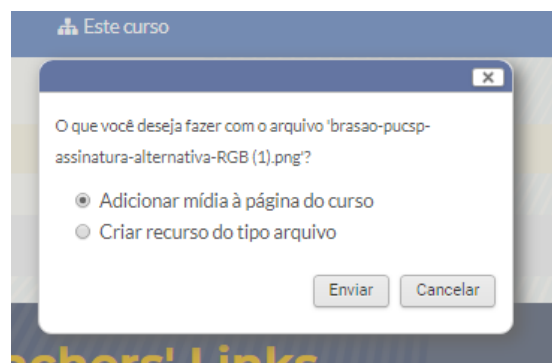 Este curso
x
O que você deseja fazer com o arquivo 'brasao-pucsp-
assinatura-alternativa-RGB (1).png'?
Adicionar mídia à página do curso
Criar recurso do tipo arquivo
Enviar Cancelar
Links